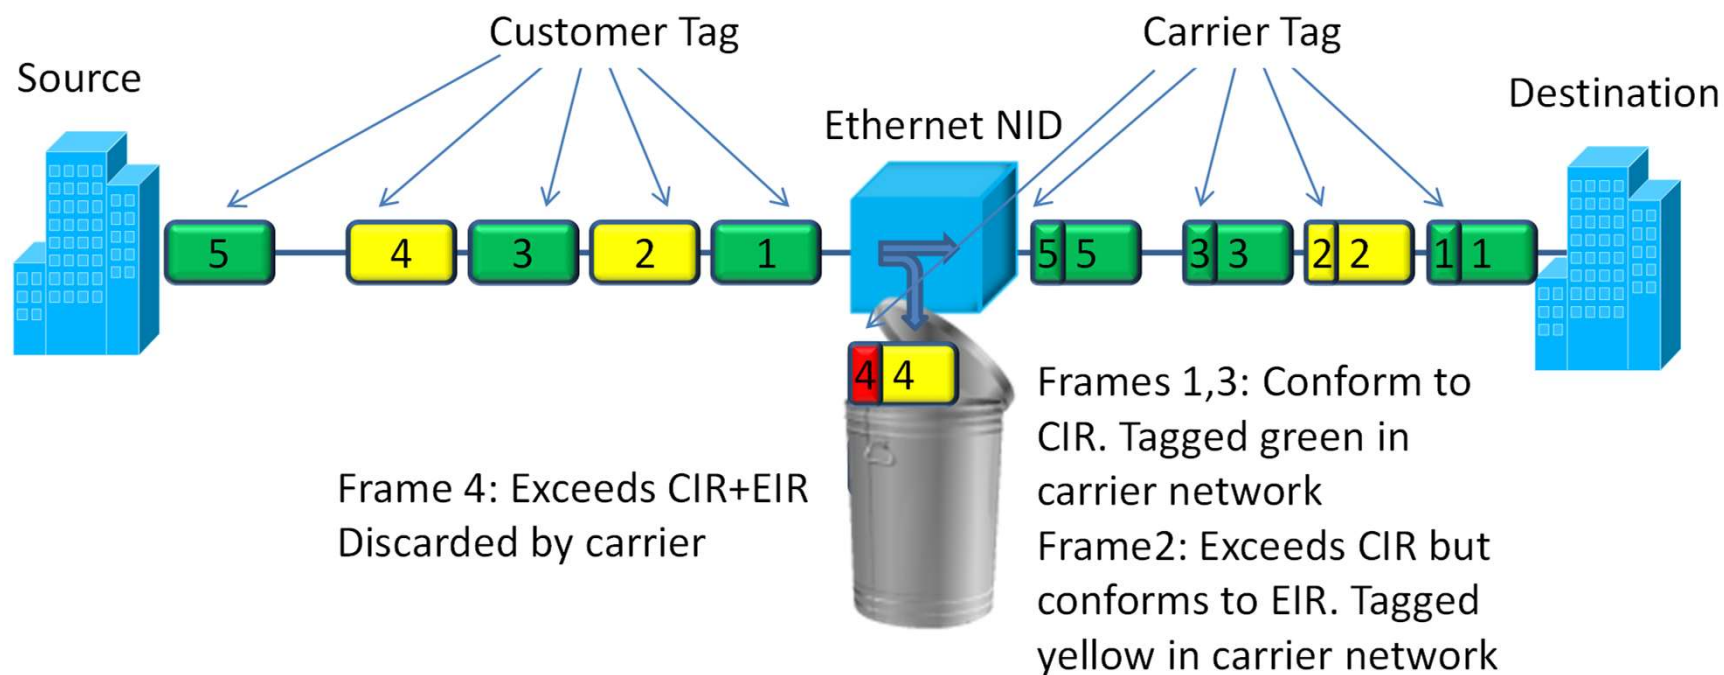 Customer Tag
Carrier Tag
Source
Destination
Ethernet NID
5
4
3
2
1
5 5
3 3
2 2
1 1
4 4
Frame 4: Exceeds CIR+EIR
Discarded by carrier
Frames 1,3: Conform to
CIR. Tagged green in
carrier network
Frame2: Exceeds CIR but
conforms to EIR. Tagged
yellow in carrier network